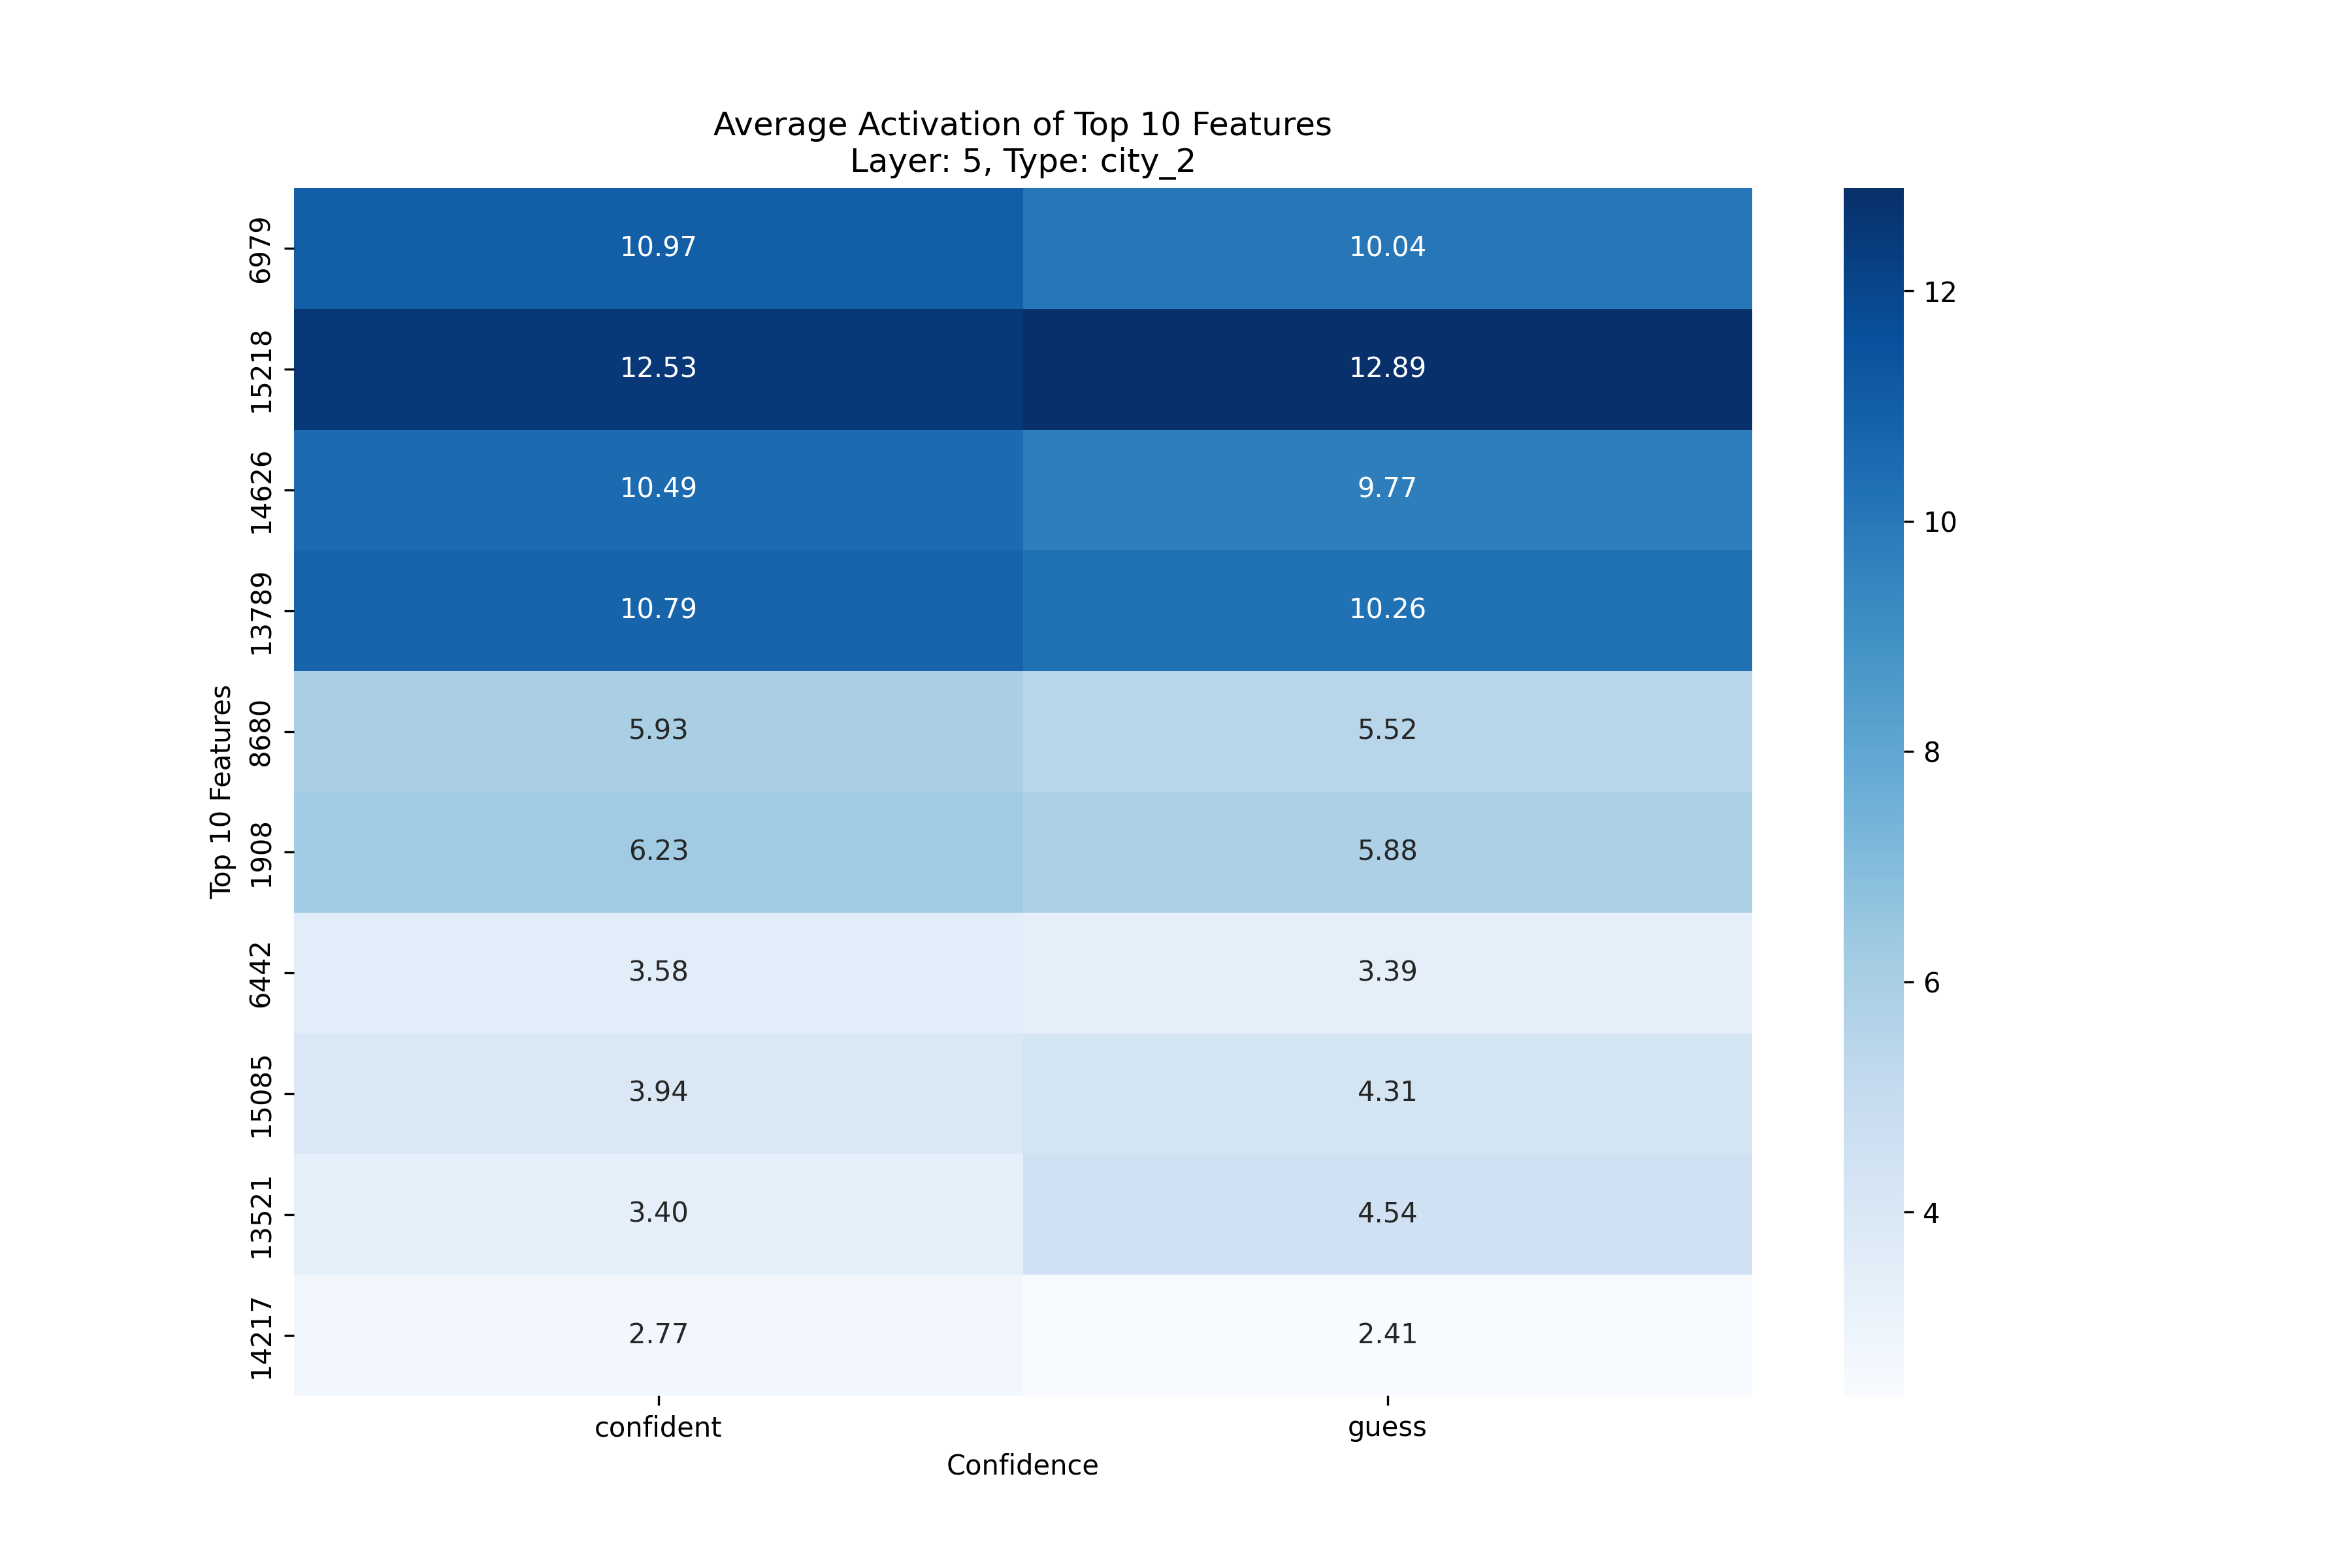 Average Activation of Top 10 Features
Layer: 5, Type: city_2
Top 10 Features
6979 10.97 10.04
15218 12.53 12.89
14626 10.49 9.77
13789 10.79 10.26
8680 5.93 5.52
1908 6.23 5.88
6442 3.58 3.39
15085 3.94 4.31
13521 3.40 4.54
14217 2.77 2.41
confident guess
Confidence
12
10
8
6
4